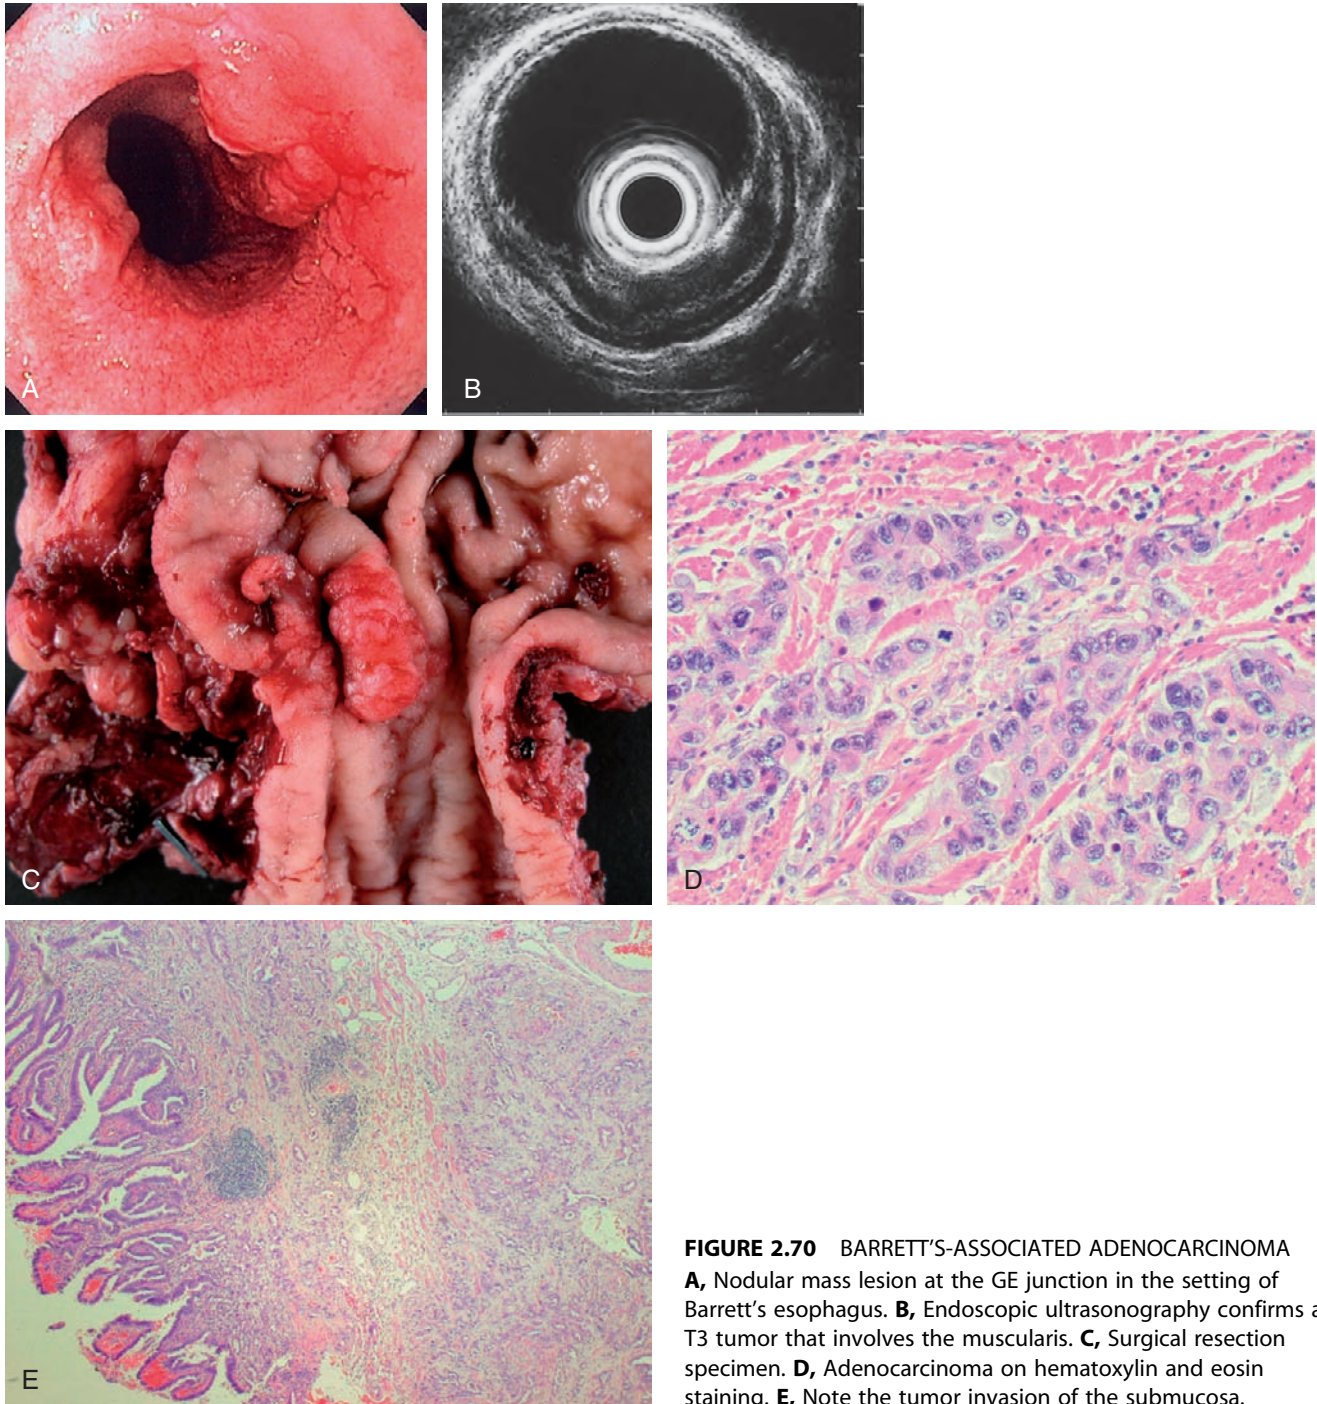 A
B
C
D
E
FIGURE 2.70 BARRETT'S-ASSOCIATED ADENOCARCINOMA
A, Nodular mass lesion at the GE junction in the setting of
Barrett's esophagus. B, Endoscopic ultrasonography confirms a
T3 tumor that involves the muscularis. C, Surgical resection
specimen. D, Adenocarcinoma on hematoxylin and eosin
staining. E, Note the tumor invasion of the submucosa.